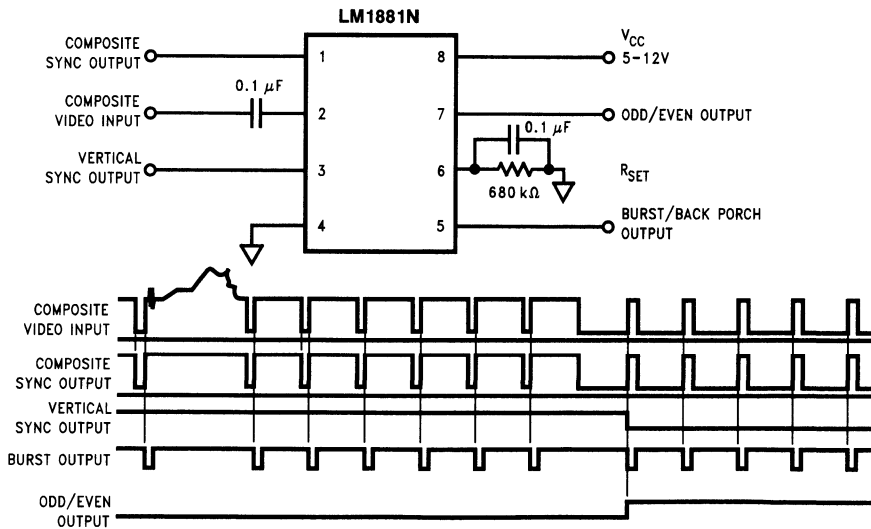 LM1881N
COMPOSITE
SYNC OUTPUT
1
8
V_CC
5–12V
COMPOSITE
VIDEO INPUT
0.1 μF
2
7
ODD/EVEN OUTPUT
VERTICAL
SYNC OUTPUT
3
6
0.1 μF
680 kΩ
R_SET
4
5
BURST/BACK PORCH
OUTPUT
COMPOSITE
VIDEO INPUT
COMPOSITE
SYNC OUTPUT
VERTICAL
SYNC OUTPUT
BURST OUTPUT
ODD/EVEN
OUTPUT